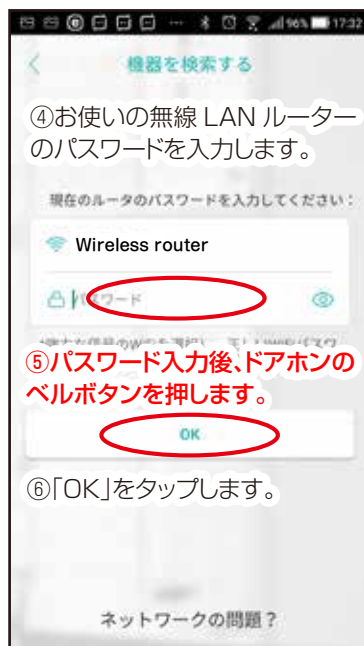 96% 17:32
機器を検索する
④お使いの無線 LAN ルーター
のパスワードを入力します。
現在のルータのパスワードを入力してください：
Wireless router
パスワード
⑤パスワード入力後、ドアホンの
ベルボタンを押します。
OK
⑥「OK」をタップします。
ネットワークの問題？